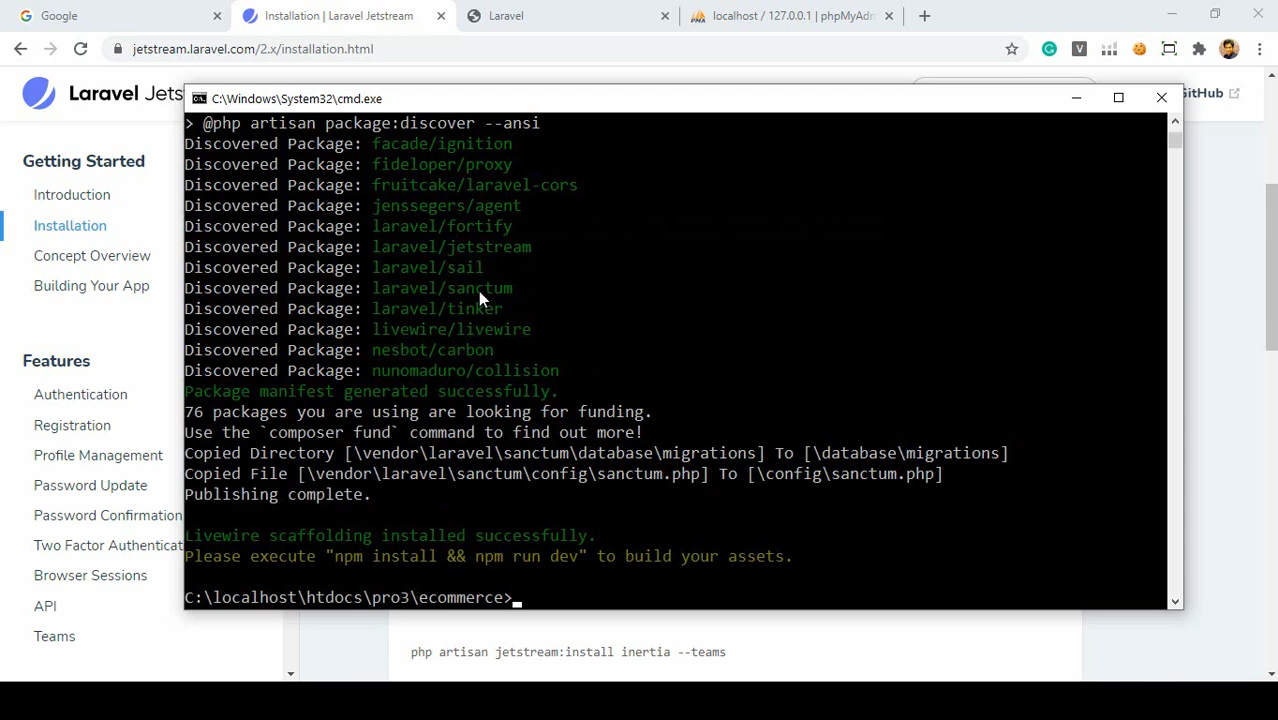 Google
Installation | Laravel Jetstream
Laravel
localhost / 127.0.0.1 | phpMyAdn
jetstream.laravel.com/2.x/installation.html
Laravel Jets
GitHub
C:\Windows\System32\cmd.exe
> @php artisan package:discover --ansi
Discovered Package: facade/ignition
Discovered Package: fideloper/proxy
Discovered Package: fruitcake/laravel-cors
Discovered Package: jenssegers/agent
Discovered Package: laravel/fortify
Discovered Package: laravel/jetstream
Discovered Package: laravel/sail
Discovered Package: laravel/sanctum
Discovered Package: laravel/tinker
Discovered Package: livewire/livewire
Discovered Package: nesbot/carbon
Discovered Package: nunomaduro/collision
Package manifest generated successfully.
76 packages you are using are looking for funding.
Use the `composer fund` command to find out more!
Copied Directory [\vendor\laravel\sanctum\database\migrations] To [\database\migrations]
Copied File [\vendor\laravel\sanctum\config\sanctum.php] To [\config\sanctum.php]
Publishing complete.
Livewire scaffolding installed successfully.
Please execute "npm install && npm run dev" to build your assets.
C:\localhost\htdocs\pro3\ecommerce>
Getting Started
Introduction
Installation
Concept Overview
Building Your App
Features
Authentication
Registration
Profile Management
Password Update
Password Confirmation
Two Factor Authenticat
Browser Sessions
API
Teams
php artisan jetstream:install inertia --teams